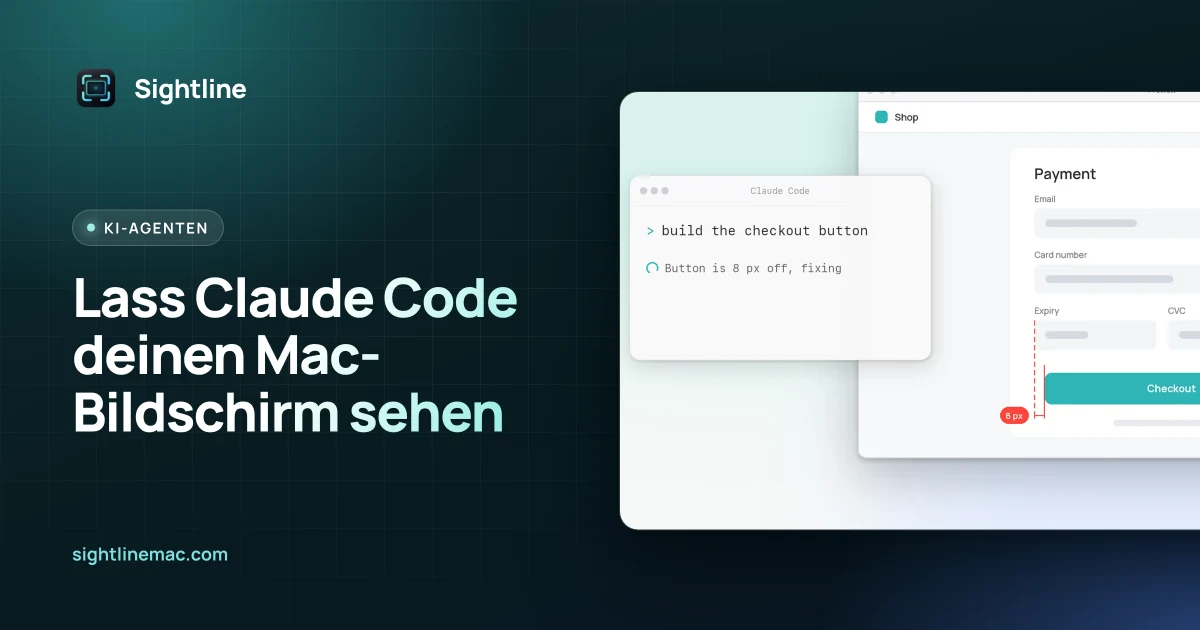 Sightline
KI-AGENTEN
Lass Claude Code
deinen Mac-
Bildschirm sehen
sightlinemac.com
Shop
Claude Code
> build the checkout button
Button is 8 px off, fixing
Payment
Email
Card number
Expiry
CVC
Checkout
8 px